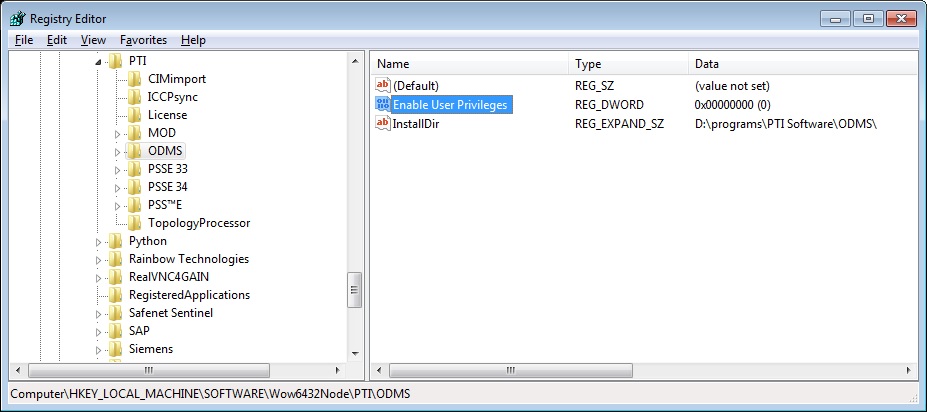 Registry Editor
File Edit View Favorites Help
PTI
CIMimport
ICCPsync
License
MOD
ODMS
PSSE 33
PSSE 34
PSS™E
TopologyProcessor
Python
Rainbow Technologies
RealVNC4GAIN
RegisteredApplications
Safenet Sentinel
SAP
Siemens
Name Type Data
ab (Default) REG_SZ (value not set)
Enable User Privileges REG_DWORD 0x00000000 (0)
ab InstallDir REG_EXPAND_SZ D:\programs\PTI Software\ODMS\
Computer\HKEY_LOCAL_MACHINE\SOFTWARE\Wow6432Node\PTI\ODMS